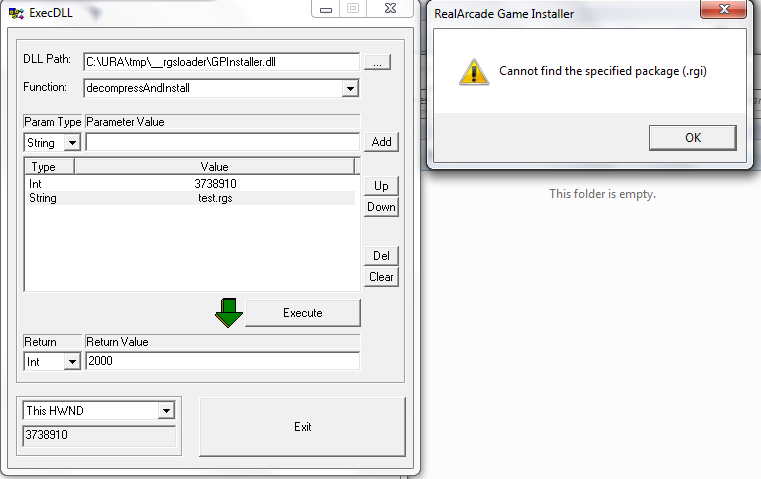 ExecDLL
DLL Path: C:\URA\tmp\__rgsloader\GPInstaller.dll ...
Function: decompressAndInstall
Param Type Parameter Value
String Add
Type Value
Int 3738910
String test.rgs
Up
Down
Del
Clear
Execute
Return Return Value
Int 2000
This HWND
3738910
Exit
RealArcade Game Installer
Cannot find the specified package (.rgi)
OK
This folder is empty.